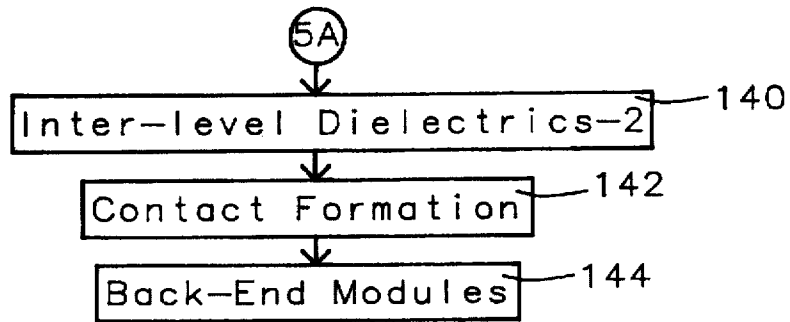 5A
Inter-level Dielectrics-2
140
Contact Formation
142
Back-End Modules
144